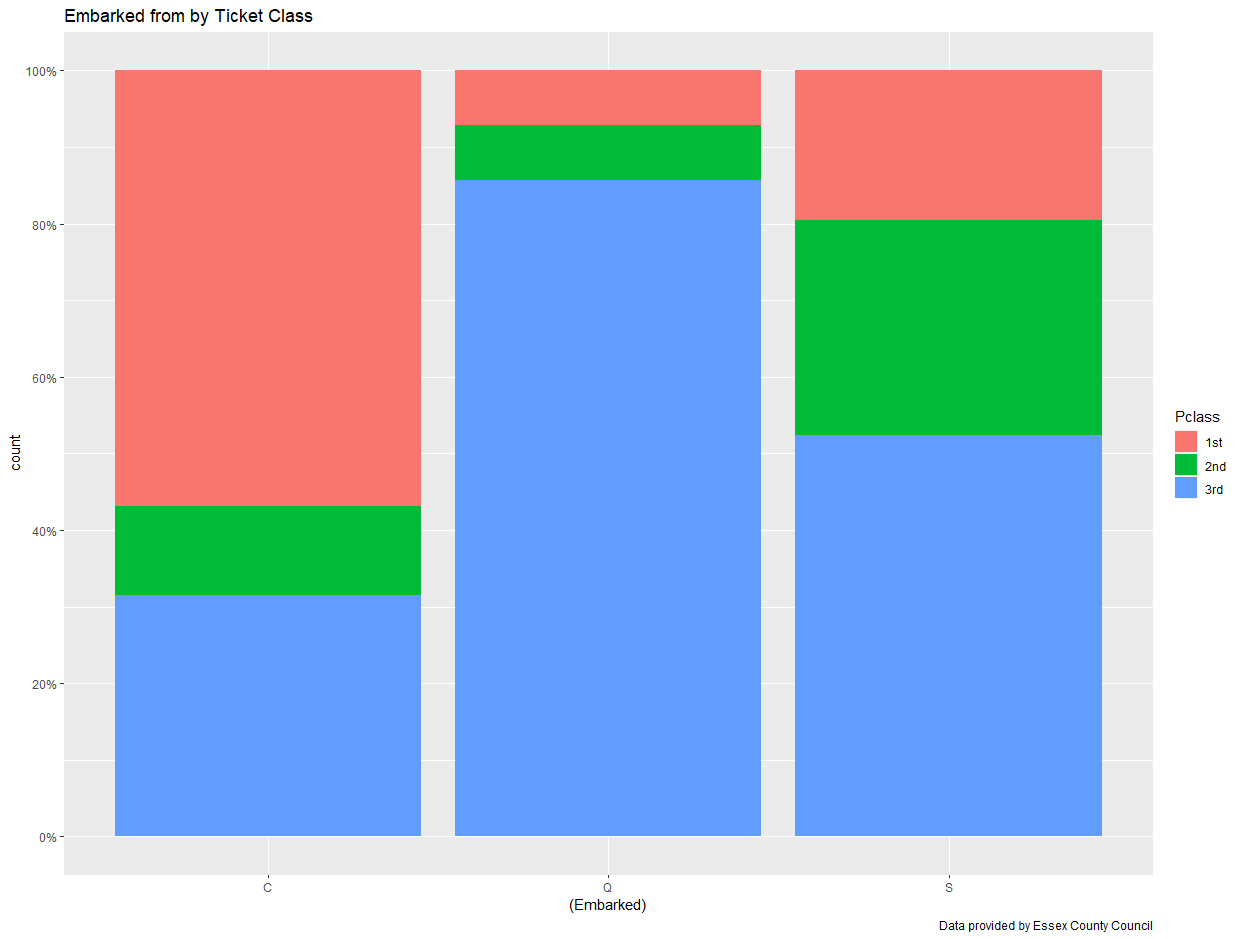 Embarked from by Ticket Class
100%
80%
60%
40%
20%
0%
count
C Q S
(Embarked)
Pclass
1st
2nd
3rd
Data provided by Essex County Council